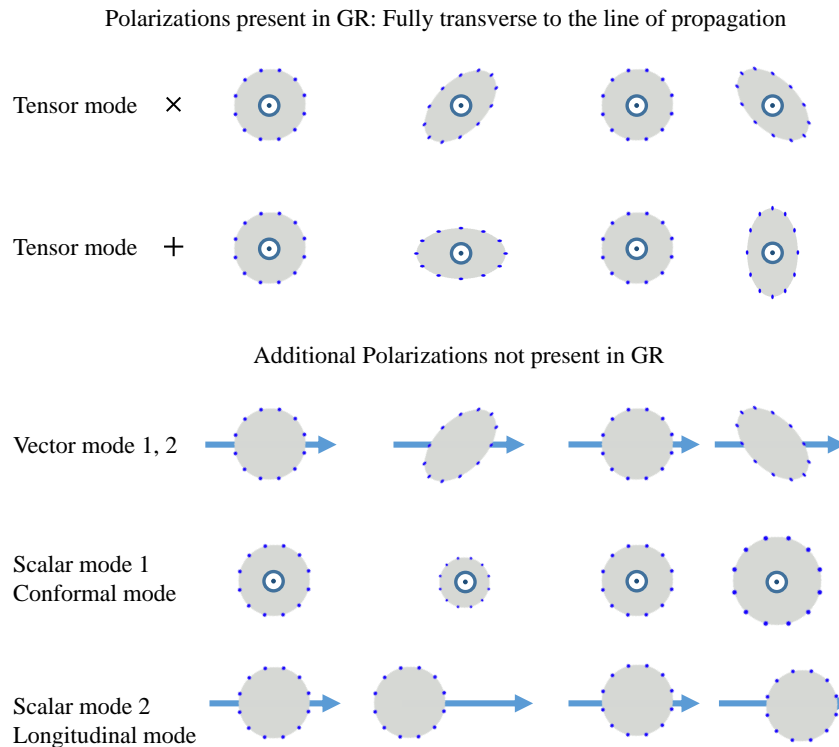 Polarizations present in GR: Fully transverse to the line of propagation
Tensor mode ×
Tensor mode +
Additional Polarizations not present in GR
Vector mode 1, 2
Scalar mode 1
Conformal mode
Scalar mode 2
Longitudinal mode